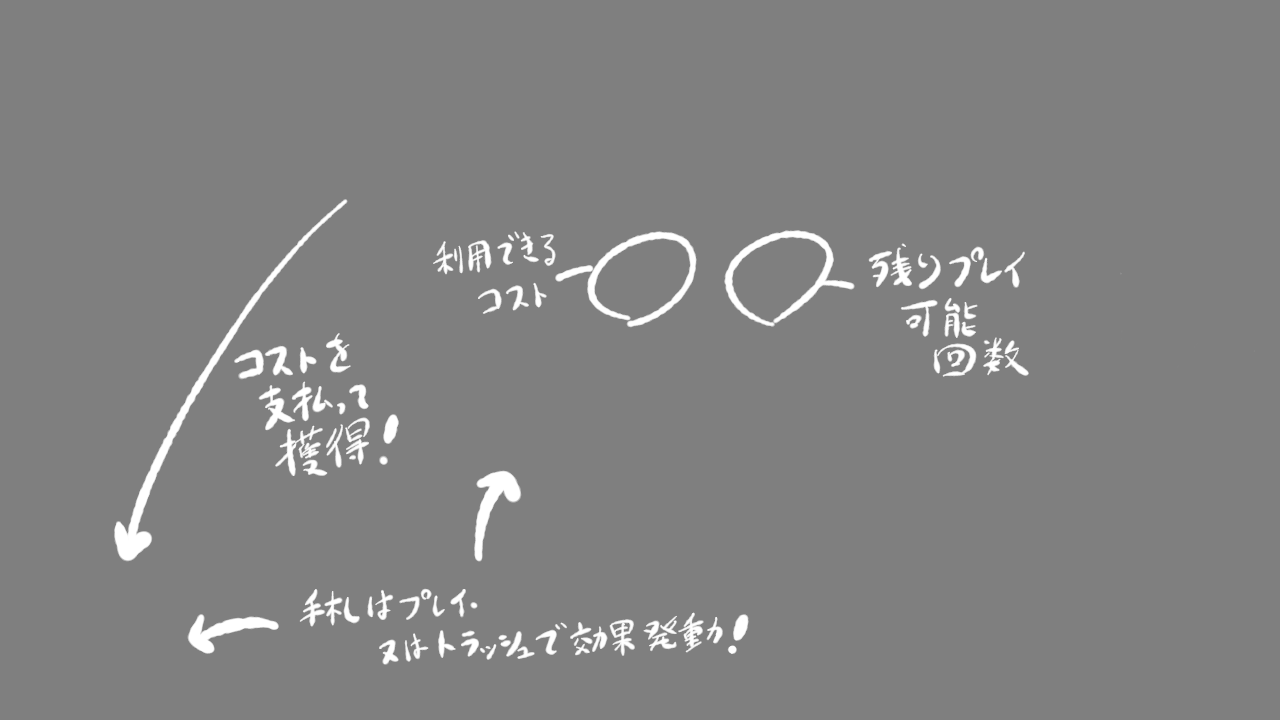 利用できる
コスト
残りプレイ
可能
回数
コストを
支払って
獲得!
手札はプレイ.
又はトラッシュで効果発動!